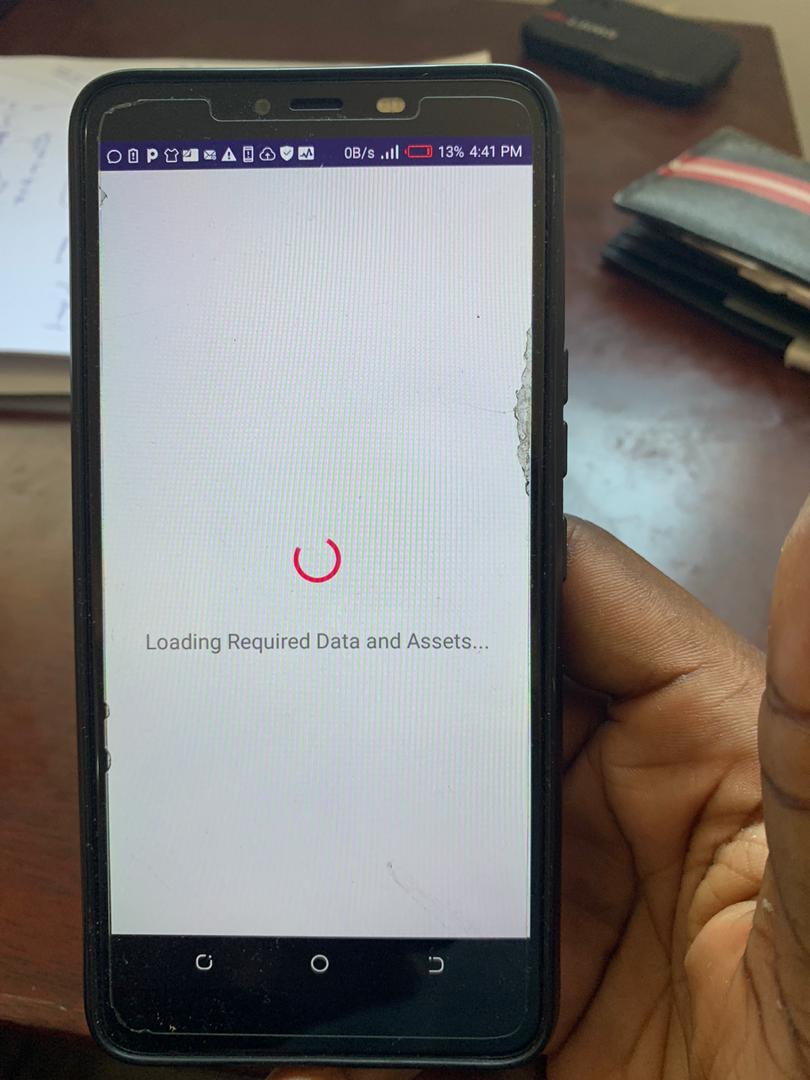 0B/s 13% 4:41 PM
Loading Required Data and Assets...